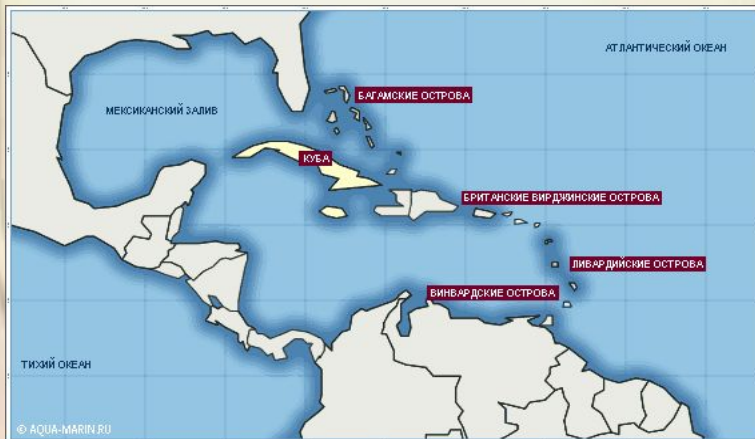 АТЛАНТИЧЕСКИЙ ОКЕАН
БАГАМСКИЕ ОСТРОВА
МЕКСИКАНСКИЙ ЗАЛИВ
КУБА
БРИТАНСКИЕ ВИРДЖИНСКИЕ ОСТРОВА
ЛИВАРДИЙСКИЕ ОСТРОВА
ВИНВАРДСКИЕ ОСТРОВА
ТИХИЙ ОКЕАН
© AQUA-MARIN.RU